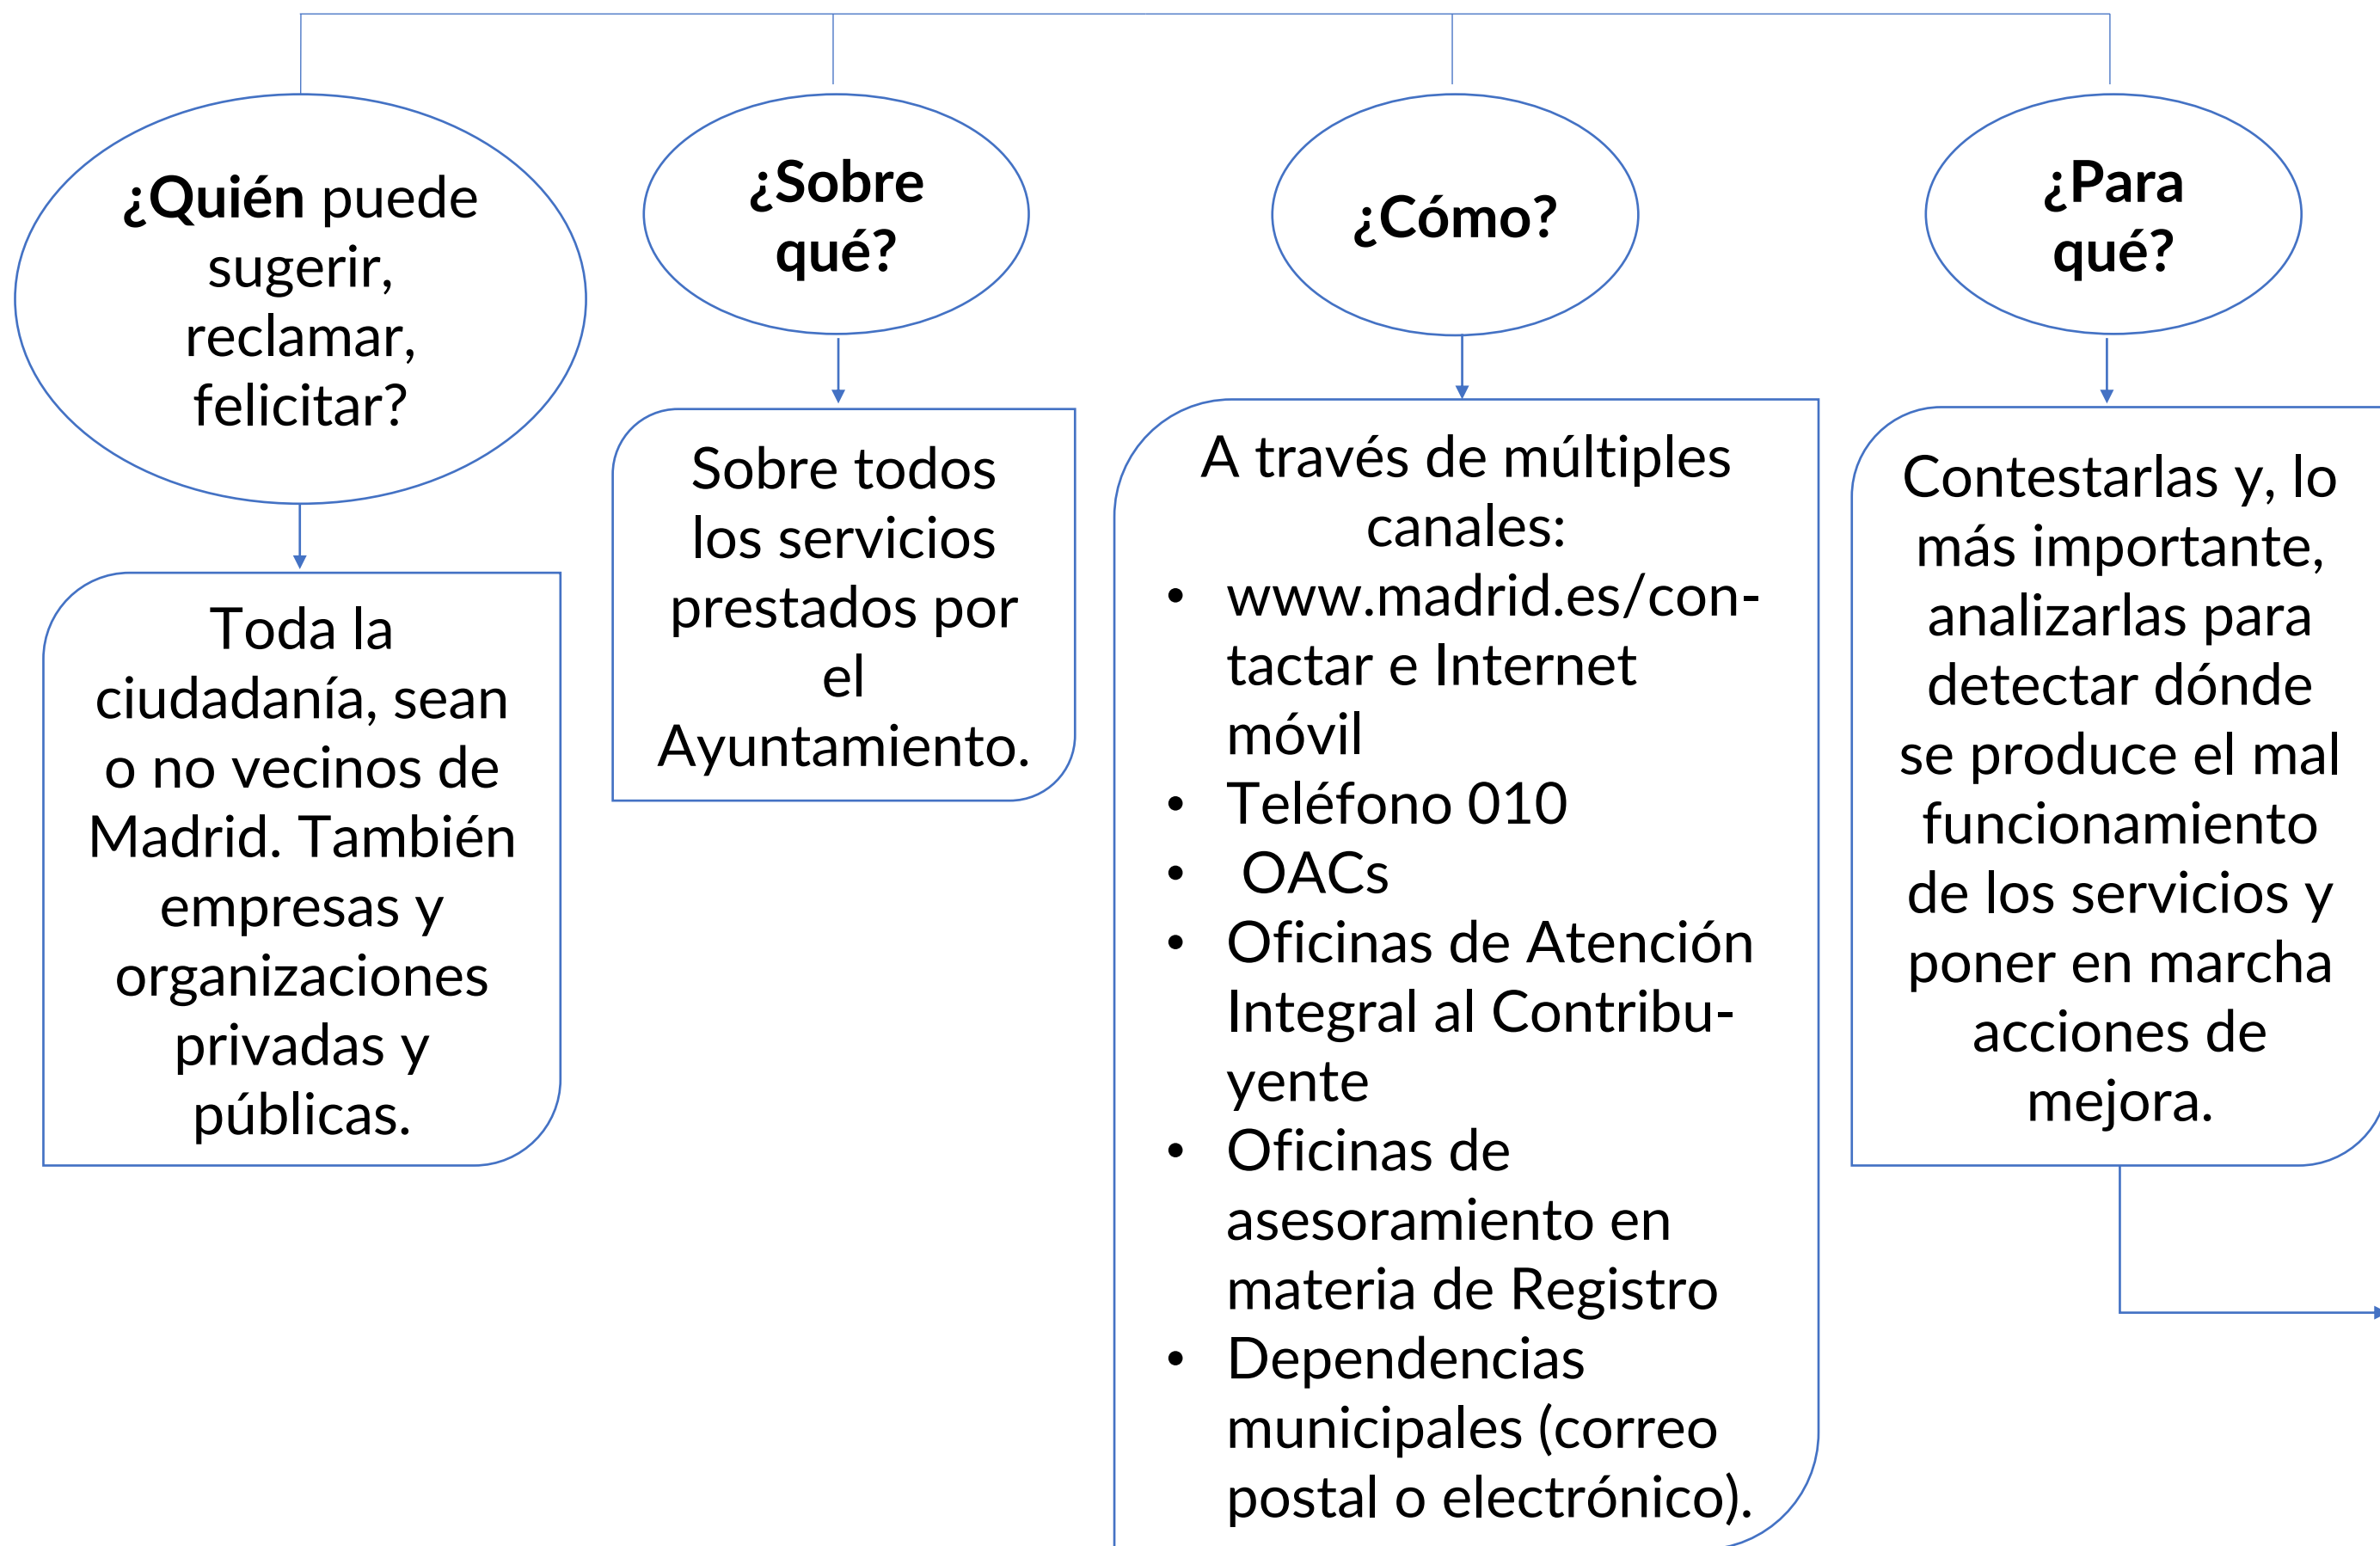 ¿Quién puede
sugerir,
reclamar,
felicitar?
Toda la
ciudadanía, sean
o no vecinos de
Madrid. También
empresas y
organizaciones
privadas y
públicas.
¿Sobre
qué?
Sobre todos
los servicios
prestados por
el
Ayuntamiento.
¿Cómo?
A través de múltiples
canales:
• www.madrid.es/con-
tactar e Internet
móvil
• Teléfono 010
• OACs
• Oficinas de Atención
Integral al Contribu-
yente
• Oficinas de
asesoramiento en
materia de Registro
• Dependencias
municipales (correo
postal o electrónico).
¿Para
qué?
Contestarlas y, lo
más importante,
analizarlas para
detectar dónde
se produce el mal
funcionamiento
de los servicios y
poner en marcha
acciones de
mejora.